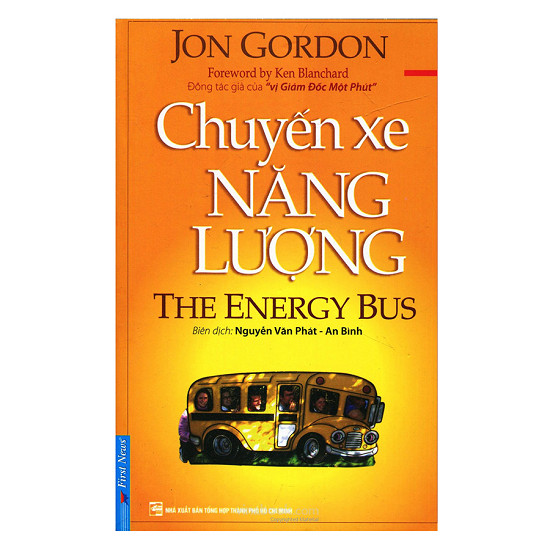 JON GORDON
Foreword by Ken Blanchard
Đồng tác giả của "vị Giám Đốc Một Phút"
Chuyến xe
NĂNG
LƯỢNG
THE ENERGY BUS
Biên dịch: Nguyễn Văn Phát - An Bình
First News
NHÀ XUẤT BẢN TỔNG HỢP THÀNH PHỐ HỒ CHÍ MINH